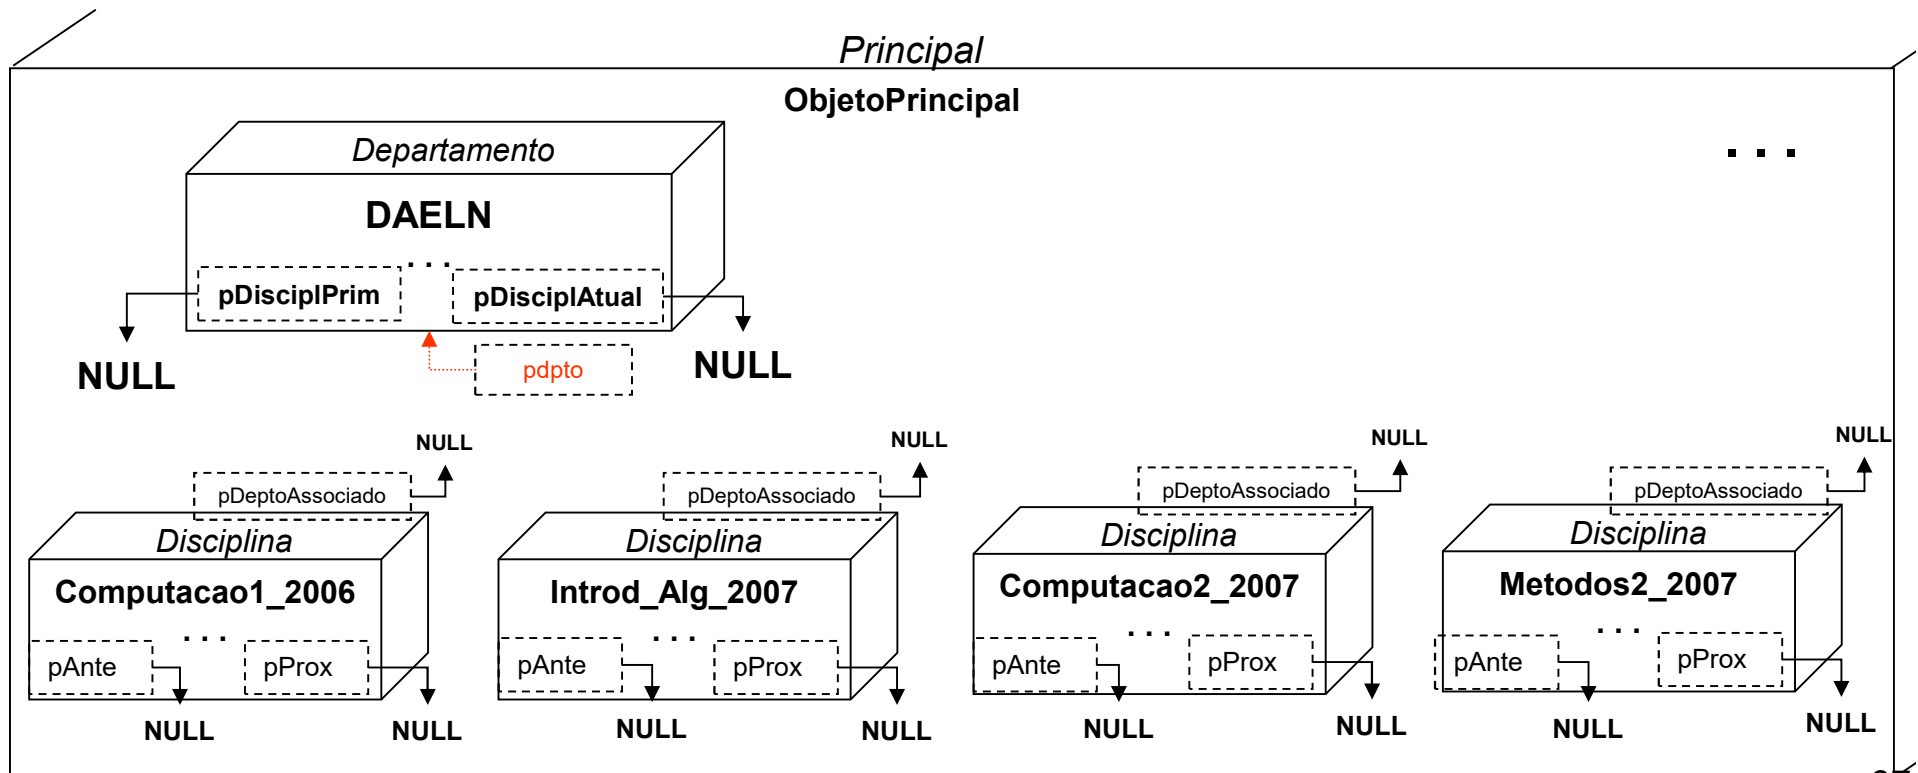 Principal
ObjetoPrincipal
Departamento
. . .
DAELN
. . .
pDisciplPrim
pDisciplAtual
NULL
pdpto
NULL
NULL
NULL
NULL
NULL
pDeptoAssociado
pDeptoAssociado
pDeptoAssociado
pDeptoAssociado
Disciplina
Disciplina
Disciplina
Disciplina
Computacao1_2006
Introd_Alg_2007
Computacao2_2007
Metodos2_2007
. . .
. . .
. . .
. . .
pAnte
pProx
pAnte
pProx
pAnte
pProx
pAnte
pProx
NULL
NULL
NULL
NULL
NULL
NULL
NULL
NULL